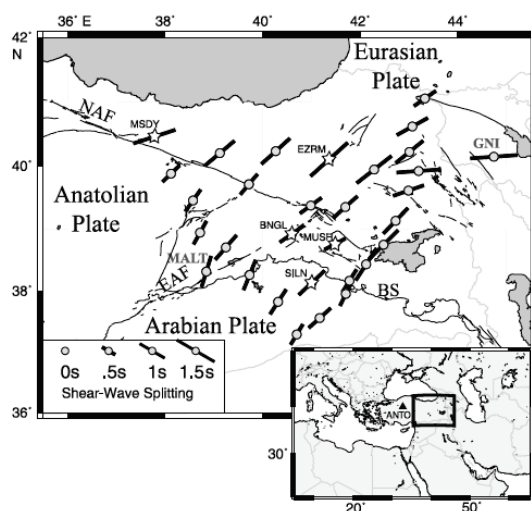 36° E 38° 40° 42° 44°
42°
N
Eurasian
Plate
NAF
MSDY
EZRM
GNI
40°
Anatolian
Plate
BNGL
MUSH
MALT
EAF
SILN
BS
38°
Arabian Plate
0s .5s 1s 1.5s
Shear-Wave Splitting
36°
ANTO
30°
20° 50°